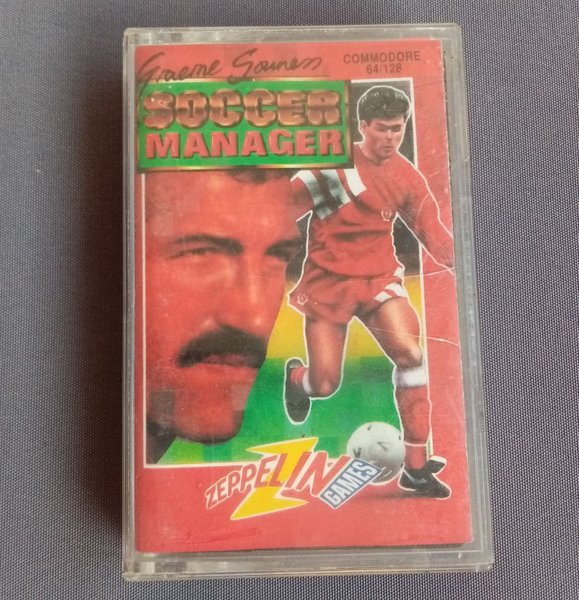 Graeme Souness
COMMODORE
64/128
SOCCER
MANAGER
ZEPPELIN
GAMES